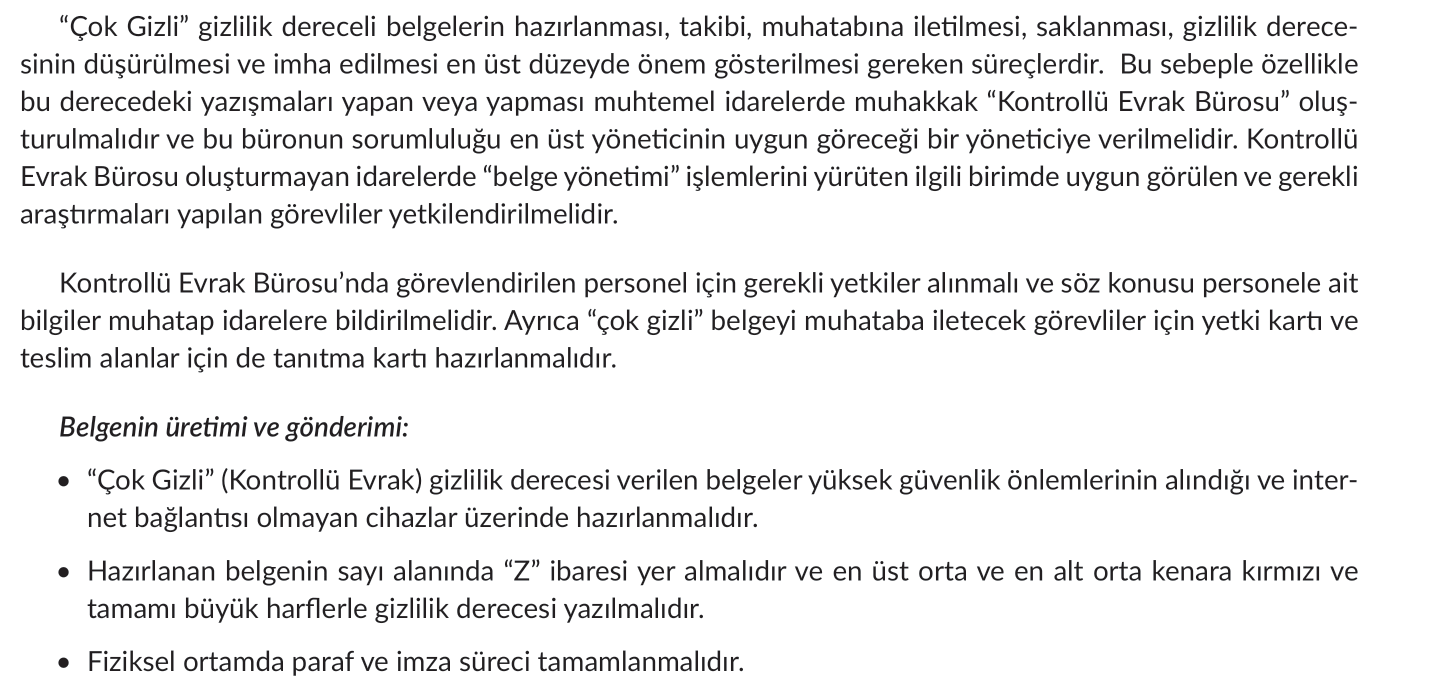 “Çok Gizli” gizlilik dereceli belgelerin hazırlanması, takibi, muhatabına iletilmesi, saklanması, gizlilik derece-
sinin düşürülmesi ve imha edilmesi en üst düzeyde önem gösterilmesi gereken süreçlerdir.  Bu sebeple özellikle
bu derecedeki yazışmaları yapan veya yapması muhtemel idarelerde muhakkak “Kontrollü Evrak Bürosu” oluş-
turulmalıdır ve bu büronun sorumluluğu en üst yöneticinin uygun göreceği bir yöneticiye verilmelidir. Kontrollü
Evrak Bürosu oluşturmayan idarelerde “belge yönetimi” işlemlerini yürüten ilgili birimde uygun görülen ve gerekli
araştırmaları yapılan görevliler yetkilendirilmelidir.
Kontrollü Evrak Bürosu’nda görevlendirilen personel için gerekli yetkiler alınmalı ve söz konusu personele ait
bilgiler muhatap idarelere bildirilmelidir. Ayrıca “çok gizli” belgeyi muhataba iletecek görevliler için yetki kartı ve
teslim alanlar için de tanıtma kartı hazırlanmalıdır.
Belgenin üretimi ve gönderimi:
• “Çok Gizli” (Kontrollü Evrak) gizlilik derecesi verilen belgeler yüksek güvenlik önlemlerinin alındığı ve inter-
net bağlantısı olmayan cihazlar üzerinde hazırlanmalıdır.
• Hazırlanan belgenin sayı alanında “Z” ibaresi yer almalıdır ve en üst orta ve en alt orta kenara kırmızı ve
tamamı büyük harflerle gizlilik derecesi yazılmalıdır.
• Fiziksel ortamda paraf ve imza süreci tamamlanmalıdır.